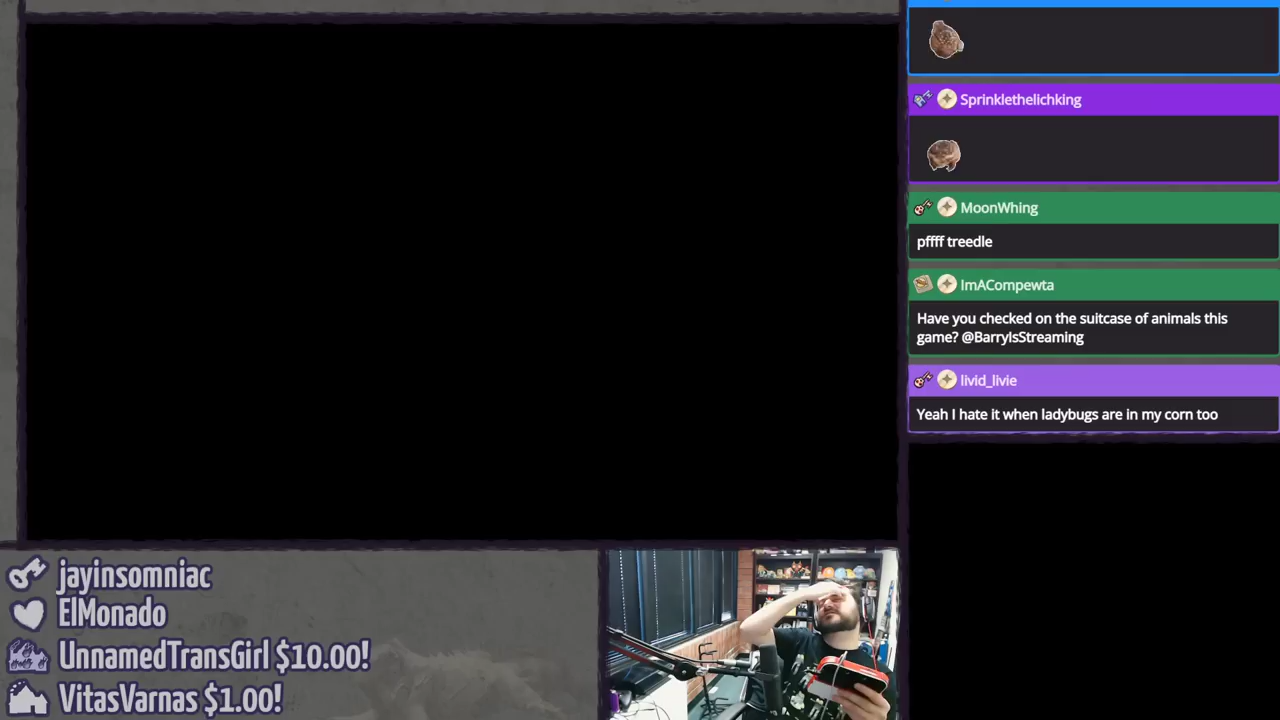 Sprinklethelichking
MoonWhing
pffff treedle
ImACompewta
Have you checked on the suitcase of animals this
game? @BarryIsStreaming
livid_livie
Yeah I hate it when ladybugs are in my corn too
jayinsomniac
ElMonado
UnnamedTransGirl $10.00!
VitasVarnas $1.00!